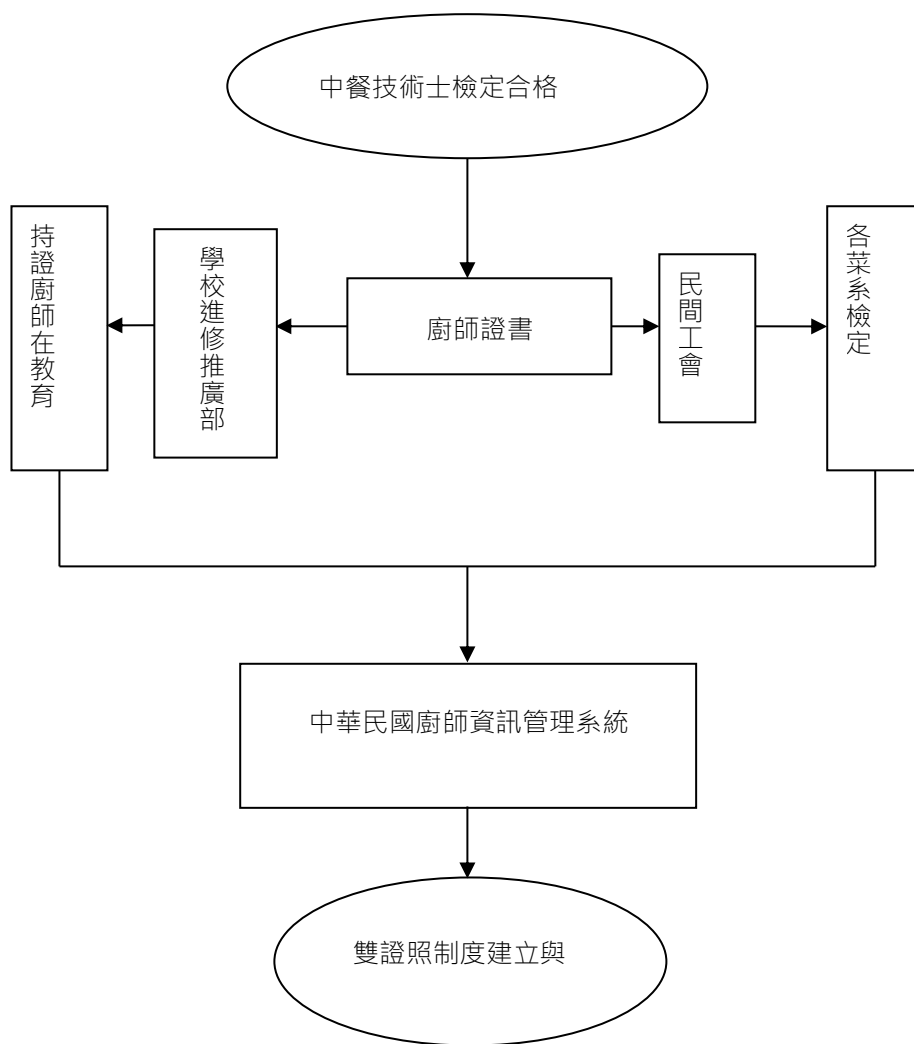 中餐技術士檢定合格
持證廚師在教育
學校進修推廣部
廚師證書
民間工會
各菜系檢定
中華民國廚師資訊管理系統
雙證照制度建立與